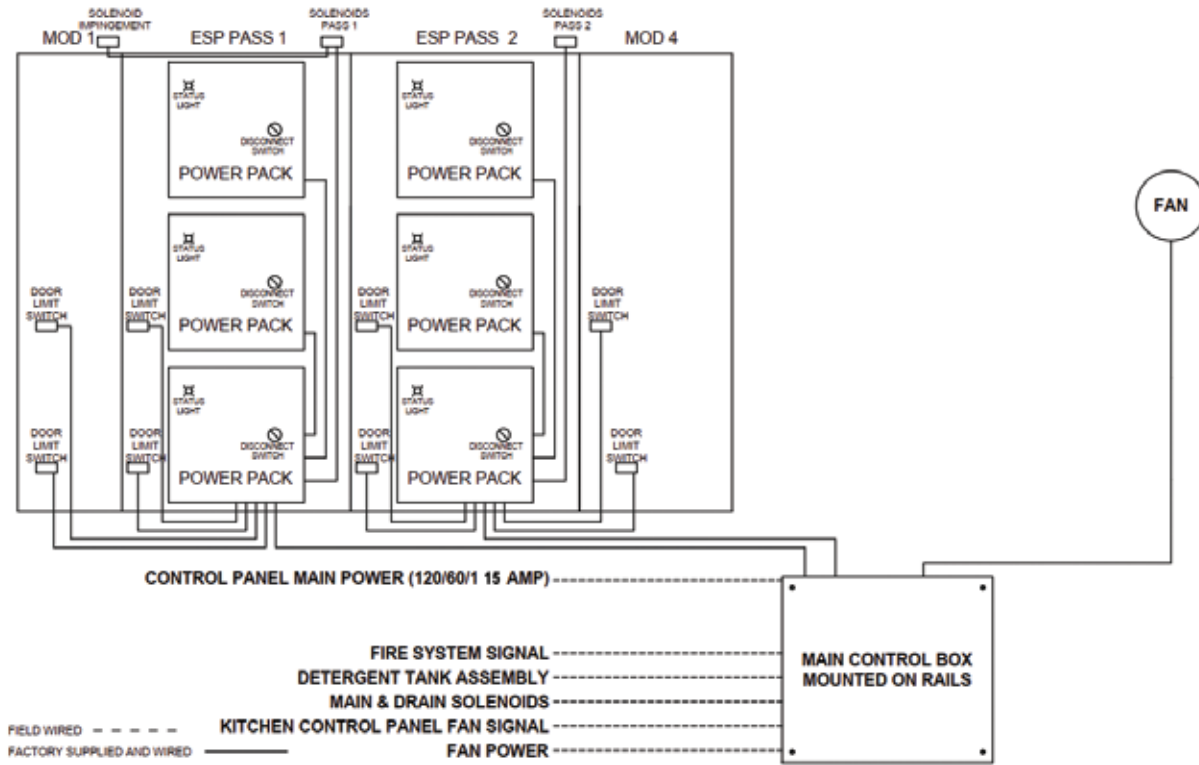 SOLENOID
IMPINGEMENT
SOLENOIDS
PASS 1
SOLENOIDS
PASS 2
MOD 1
ESP PASS 1
ESP PASS 2
MOD 4
STATUS
LIGHT
DISCONNECT
SWITCH
POWER PACK
STATUS
LIGHT
DISCONNECT
SWITCH
POWER PACK
FAN
STATUS
LIGHT
DISCONNECT
SWITCH
POWER PACK
STATUS
LIGHT
DISCONNECT
SWITCH
POWER PACK
DOOR
LIMIT
SWITCH
DOOR
LIMIT
SWITCH
DOOR
LIMIT
SWITCH
DOOR
LIMIT
SWITCH
STATUS
LIGHT
DISCONNECT
SWITCH
POWER PACK
STATUS
LIGHT
DISCONNECT
SWITCH
POWER PACK
DOOR
LIMIT
SWITCH
DOOR
LIMIT
SWITCH
DOOR
LIMIT
SWITCH
DOOR
LIMIT
SWITCH
CONTROL PANEL MAIN POWER (120/60/1 15 AMP)
FIRE SYSTEM SIGNAL
DETERGENT TANK ASSEMBLY
MAIN & DRAIN SOLENOIDS
KITCHEN CONTROL PANEL FAN SIGNAL
FAN POWER
MAIN CONTROL BOX
MOUNTED ON RAILS
FIELD WIRED
FACTORY SUPPLIED AND WIRED